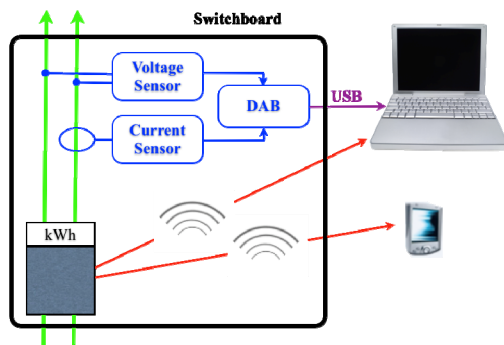 Switchboard
Voltage
Sensor
DAB
USB
Current
Sensor
kWh